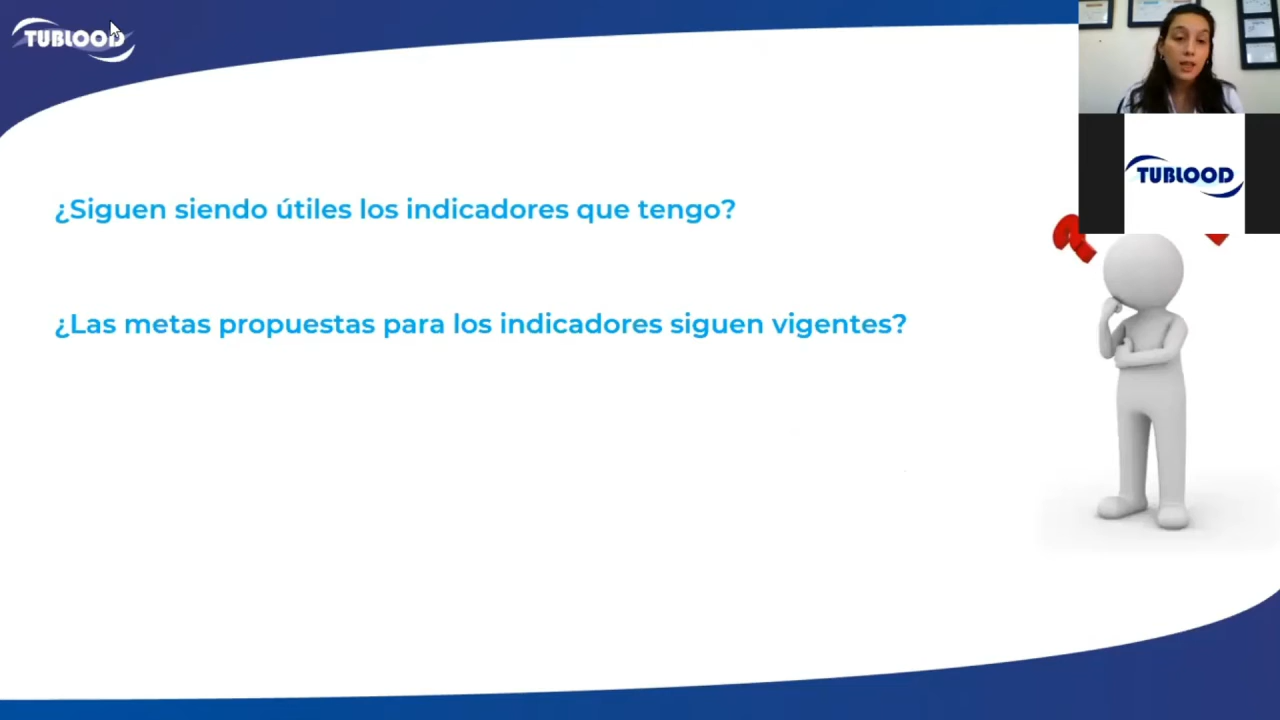 TUBLOOD
TUBLOOD
¿Siguen siendo útiles los indicadores que tengo?
¿Las metas propuestas para los indicadores siguen vigentes?